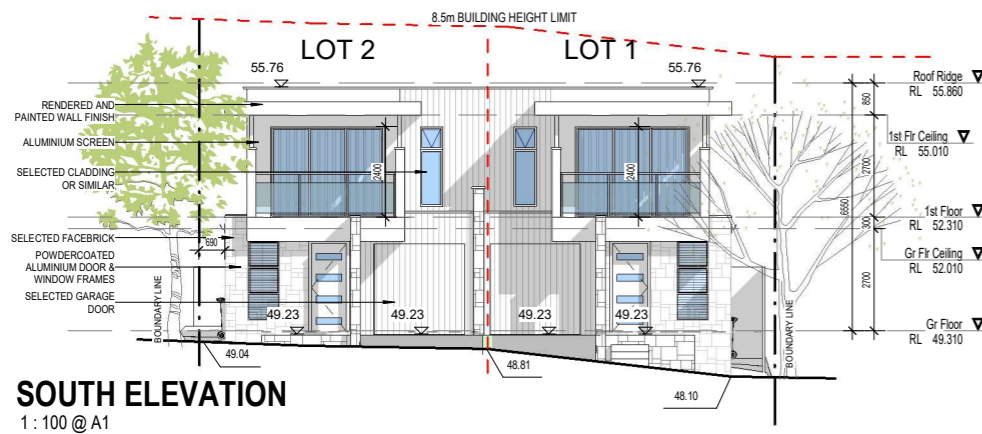 8.5m BUILDING HEIGHT LIMIT
LOT 2
LOT 1
55.76
55.76
Roof Ridge
RL 55.860
850
RENDERED AND
PAINTED WALL FINISH
ALUMINIUM SCREEN
1st Flr Ceiling
RL 55.010
SELECTED CLADDING
OR SIMILAR
2400
2400
2700
6550
1st Floor
RL 52.310
300
SELECTED FACEBRICK
690
Gr Flr Ceiling
RL 52.010
POWDERCOATED
ALUMINIUM DOOR &
WINDOW FRAMES
2700
SELECTED GARAGE
DOOR
BOUNDARY LINE
49.23
49.23
49.23
49.23
BOUNDARY LINE
Gr Floor
RL 49.310
49.04
48.81
48.10
SOUTH ELEVATION
1 : 100 @ A1